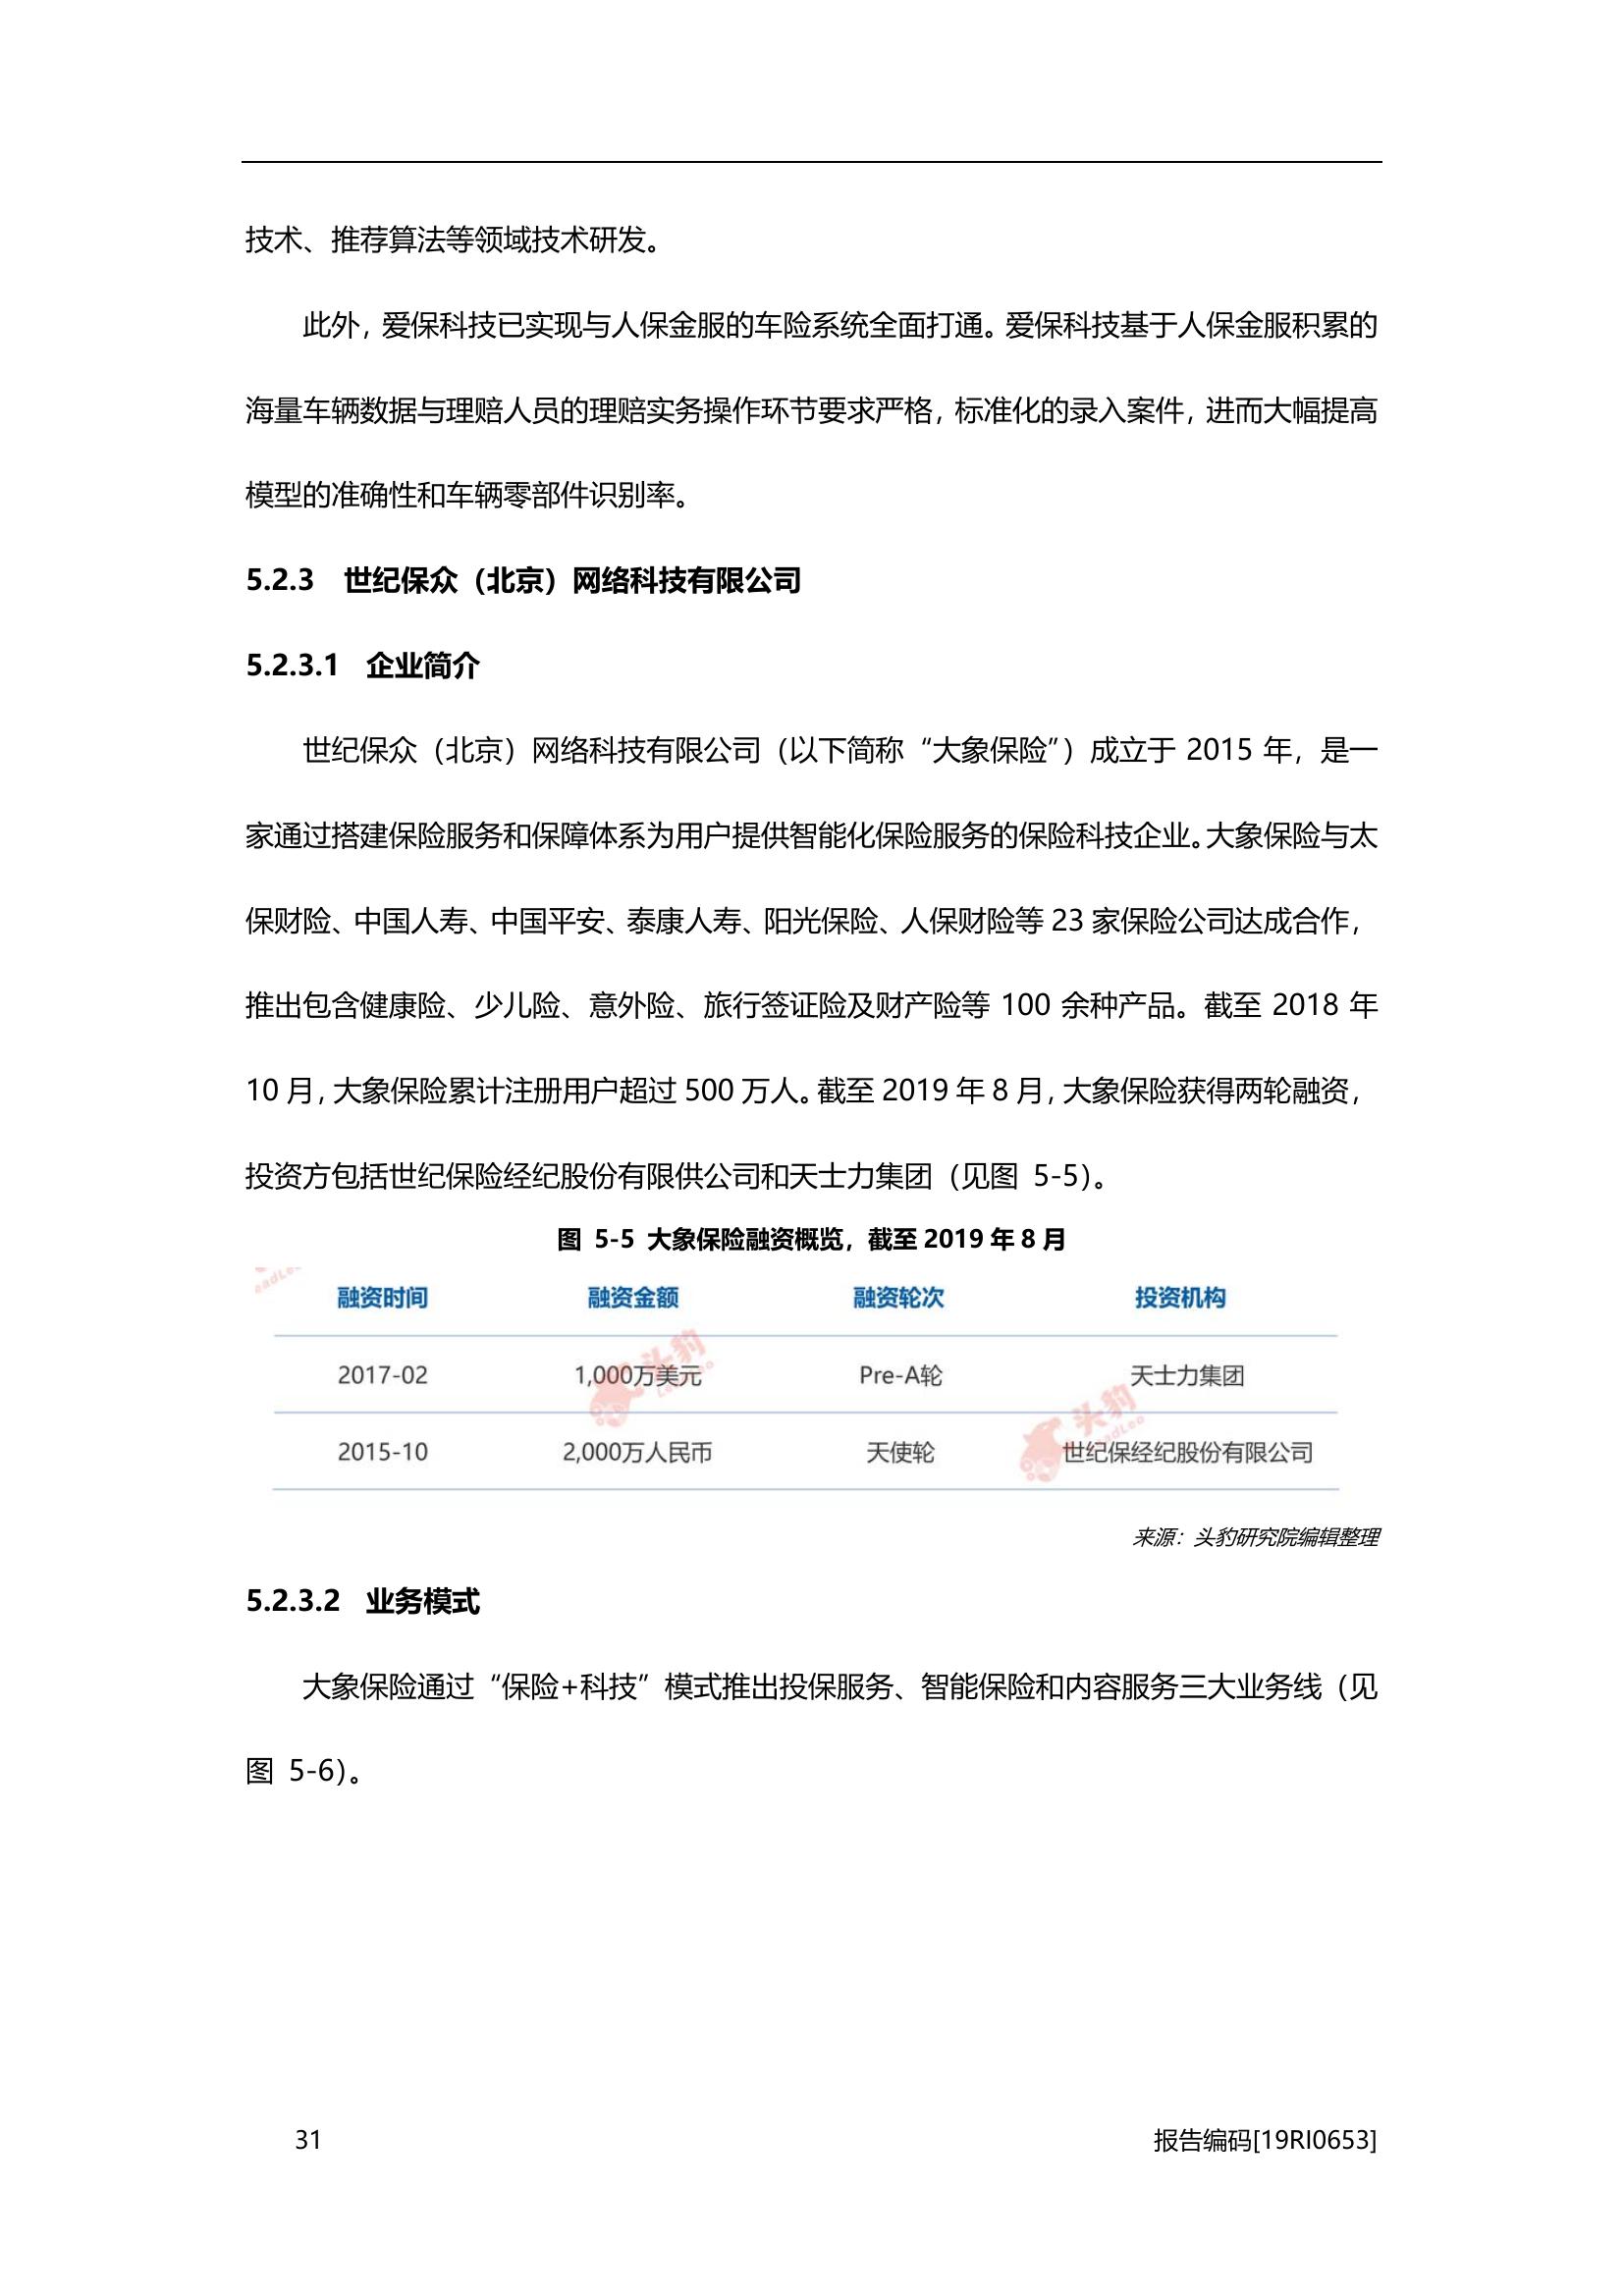 技术、推荐算法等领域技术研发。
此外，爱保科技已实现与人保金服的车险系统全面打通。爱保科技基于人保金服积累的
海量车辆数据与理赔人员的理赔实务操作环节要求严格，标准化的录入案件，进而大幅提高
模型的准确性和车辆零部件识别率。
5.2.3 世纪保众（北京）网络科技有限公司
5.2.3.1 企业简介
世纪保众（北京）网络科技有限公司（以下简称“大象保险”）成立于 2015 年，是一
家通过搭建保险服务和保障体系为用户提供智能化保险服务的保险科技企业。大象保险与太
保财险、中国人寿、中国平安、泰康人寿、阳光保险、人保财险等 23 家保险公司达成合作，
推出包含健康险、少儿险、意外险、旅行签证险及财产险等 100 余种产品。截至 2018 年
10 月，大象保险累计注册用户超过 500 万人。截至 2019 年 8 月，大象保险获得两轮融资，
投资方包括世纪保险经纪股份有限供公司和天士力集团（见图 5-5）。
图 5-5 大象保险融资概览，截至 2019 年 8 月
融资时间 融资金额 融资轮次 投资机构
2017-02 1,000万美元 Pre-A轮 天士力集团
2015-10 2,000万人民币 天使轮 世纪保经纪股份有限公司
头豹
LeadLeo
头豹
LeadLeo
来源：头豹研究院编辑整理
5.2.3.2 业务模式
大象保险通过“保险+科技”模式推出投保服务、智能保险和内容服务三大业务线（见
图 5-6）。
31 报告编码[19RI0653]